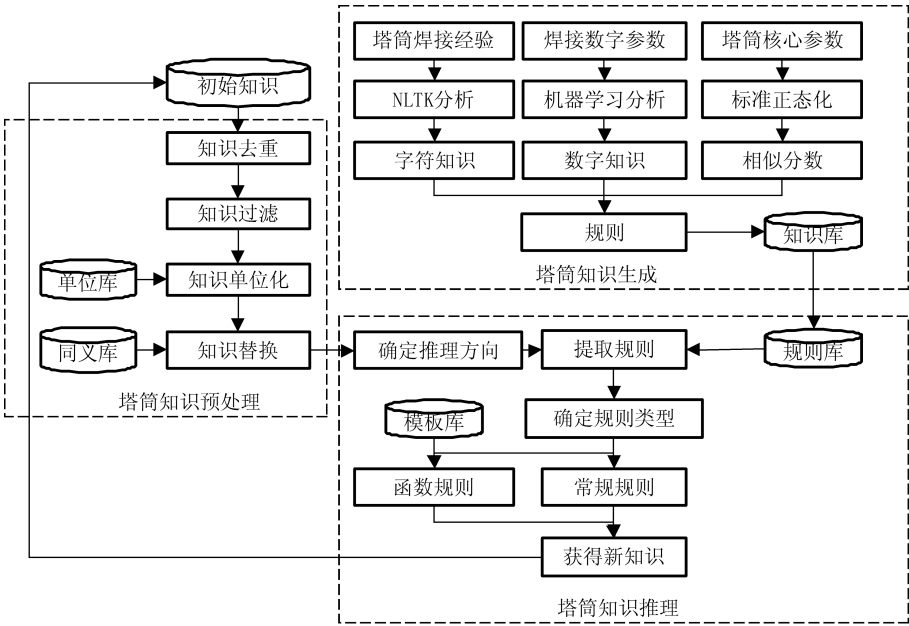 初始知识
知识去重
知识过滤
单位库
知识单位化
同义库
知识替换
塔筒知识预处理
塔筒焊接经验
焊接数字参数
塔筒核心参数
NLTK分析
机器学习分析
标准正态化
字符知识
数字知识
相似分数
规则
知识库
塔筒知识生成
确定推理方向
提取规则
规则库
确定规则类型
模板库
函数规则
常规规则
获得新知识
塔筒知识推理